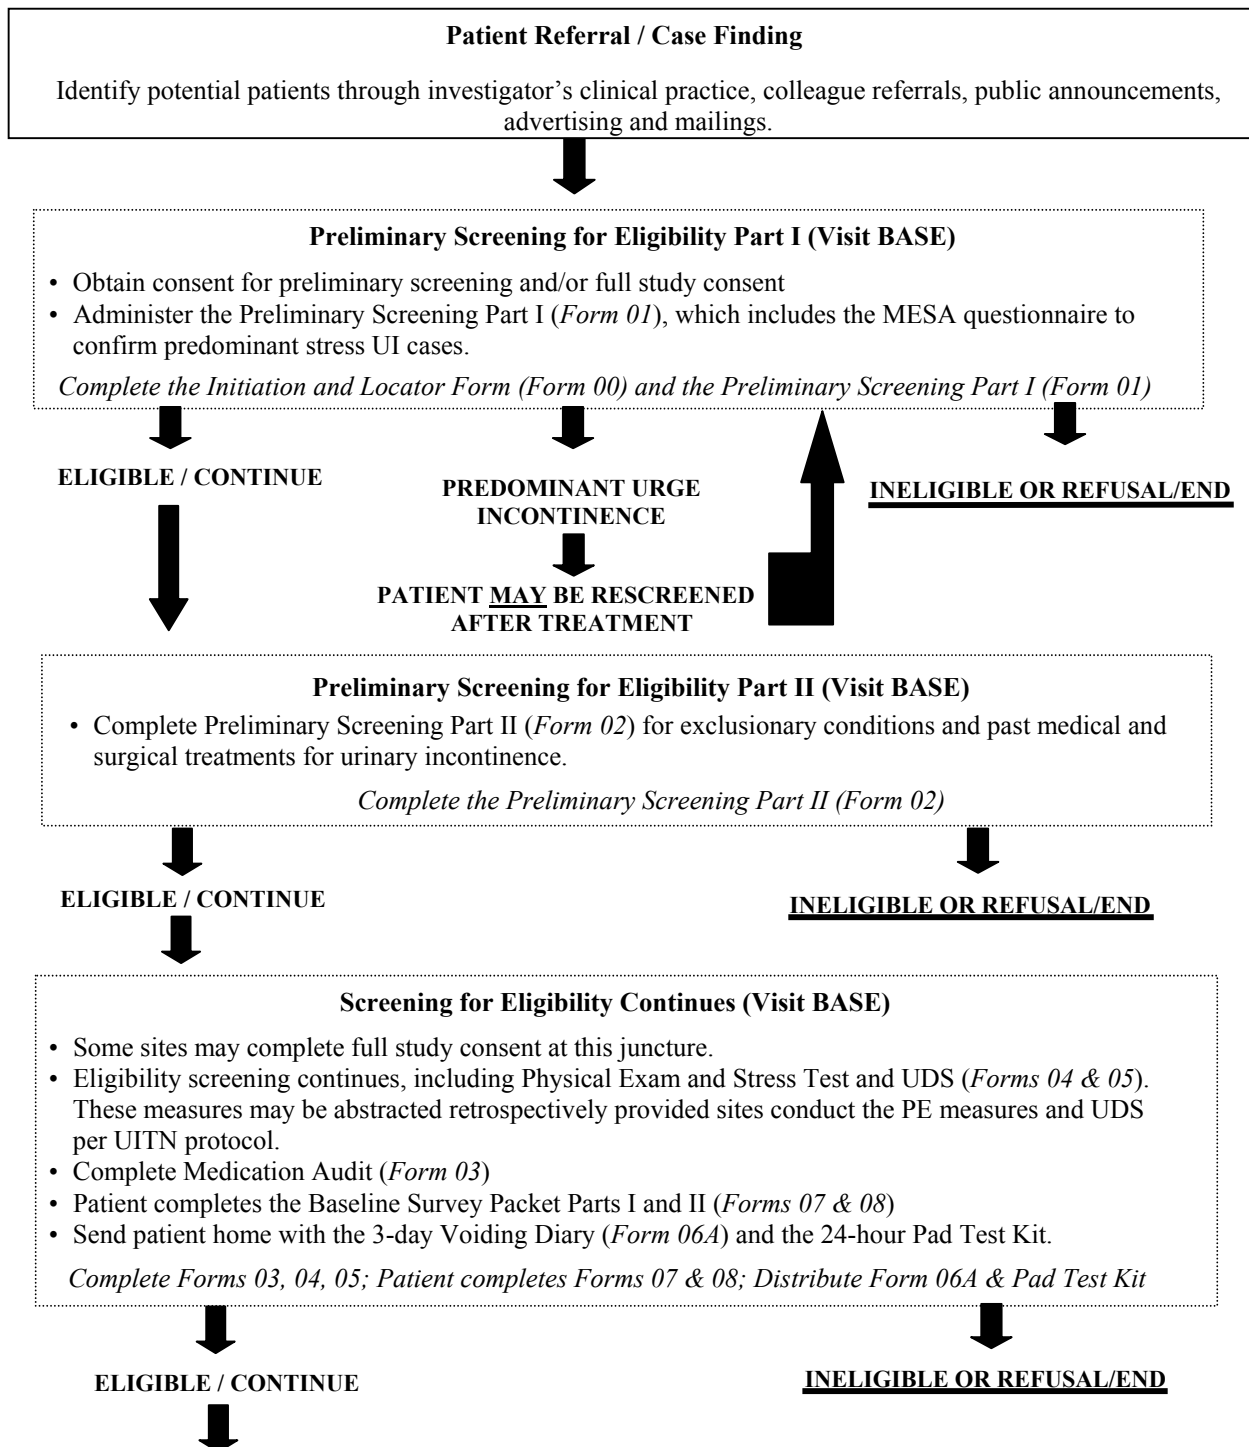 Patient Referral / Case Finding
Identify potential patients through investigator’s clinical practice, colleague referrals, public announcements,
advertising and mailings.
Preliminary Screening for Eligibility Part I (Visit BASE)
• Obtain consent for preliminary screening and/or full study consent
• Administer the Preliminary Screening Part I (Form 01), which includes the MESA questionnaire to
confirm predominant stress UI cases.
Complete the Initiation and Locator Form (Form 00) and the Preliminary Screening Part I (Form 01)
ELIGIBLE / CONTINUE
PREDOMINANT URGE
INCONTINENCE
INELIGIBLE OR REFUSAL/END
PATIENT MAY BE RESCREENED
AFTER TREATMENT
Preliminary Screening for Eligibility Part II (Visit BASE)
• Complete Preliminary Screening Part II (Form 02) for exclusionary conditions and past medical and
surgical treatments for urinary incontinence.
Complete the Preliminary Screening Part II (Form 02)
ELIGIBLE / CONTINUE
INELIGIBLE OR REFUSAL/END
Screening for Eligibility Continues (Visit BASE)
• Some sites may complete full study consent at this juncture.
• Eligibility screening continues, including Physical Exam and Stress Test and UDS (Forms 04 & 05).
These measures may be abstracted retrospectively provided sites conduct the PE measures and UDS
per UITN protocol.
• Complete Medication Audit (Form 03)
• Patient completes the Baseline Survey Packet Parts I and II (Forms 07 & 08)
• Send patient home with the 3-day Voiding Diary (Form 06A) and the 24-hour Pad Test Kit.
Complete Forms 03, 04, 05; Patient completes Forms 07 & 08; Distribute Form 06A & Pad Test Kit
ELIGIBLE / CONTINUE
INELIGIBLE OR REFUSAL/END